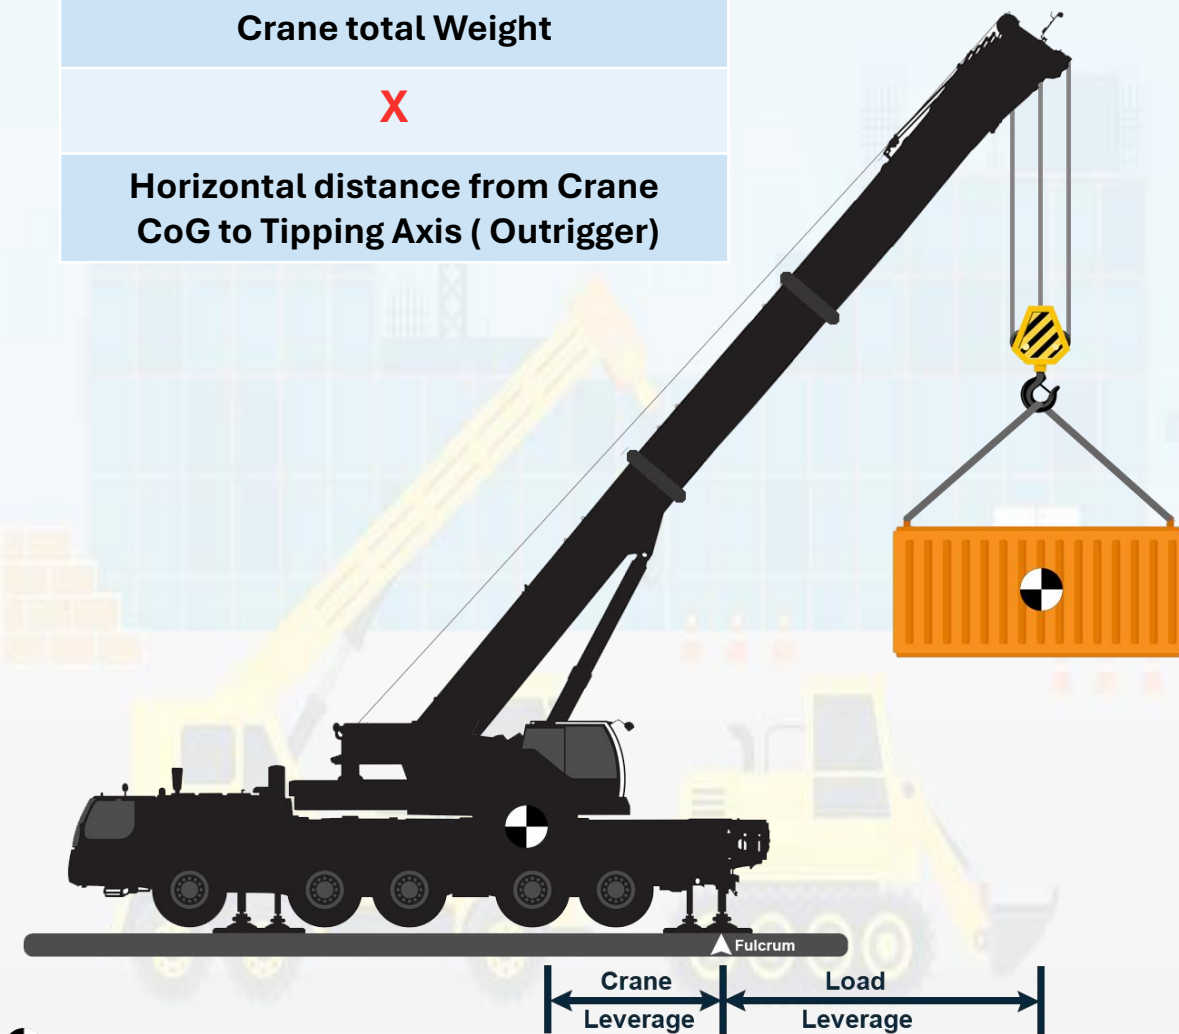 Crane total Weight
X
Horizontal distance from Crane
CoG to Tipping Axis ( Outrigger)
Fulcrum
Crane
Leverage
Load
Leverage